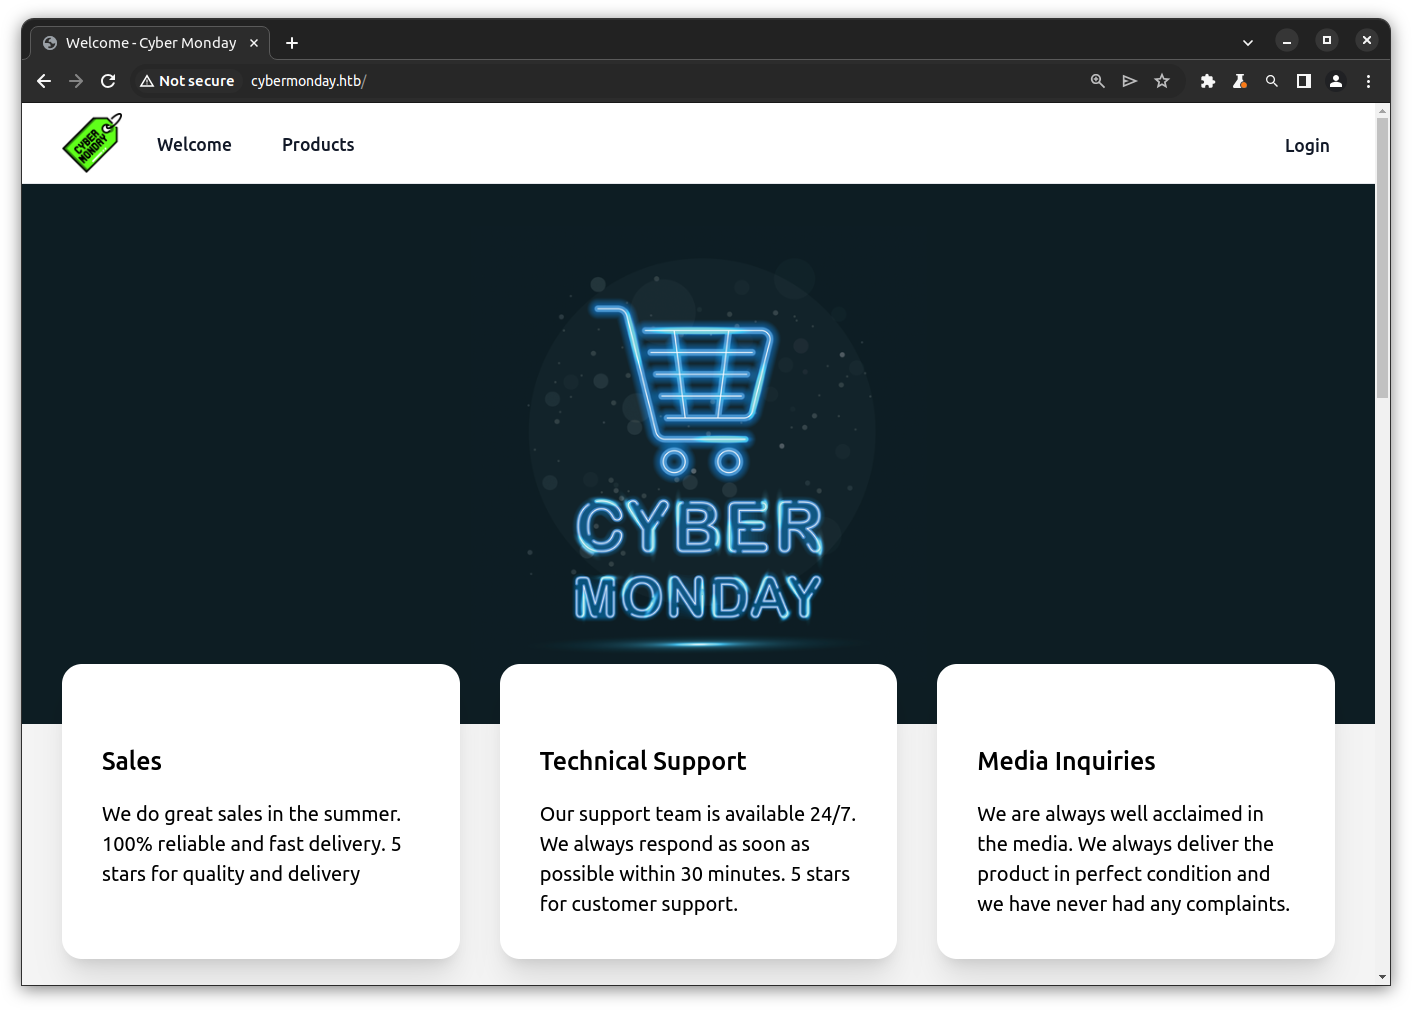 Welcome - Cyber Monday
Not secure cybermonday.htb/
CYBER
MONDAY
Welcome Products Login
CYBER
MONDAY
Sales
We do great sales in the summer.
100% reliable and fast delivery. 5
stars for quality and delivery
Technical Support
Our support team is available 24/7.
We always respond as soon as
possible within 30 minutes. 5 stars
for customer support.
Media Inquiries
We are always well acclaimed in
the media. We always deliver the
product in perfect condition and
we have never had any complaints.